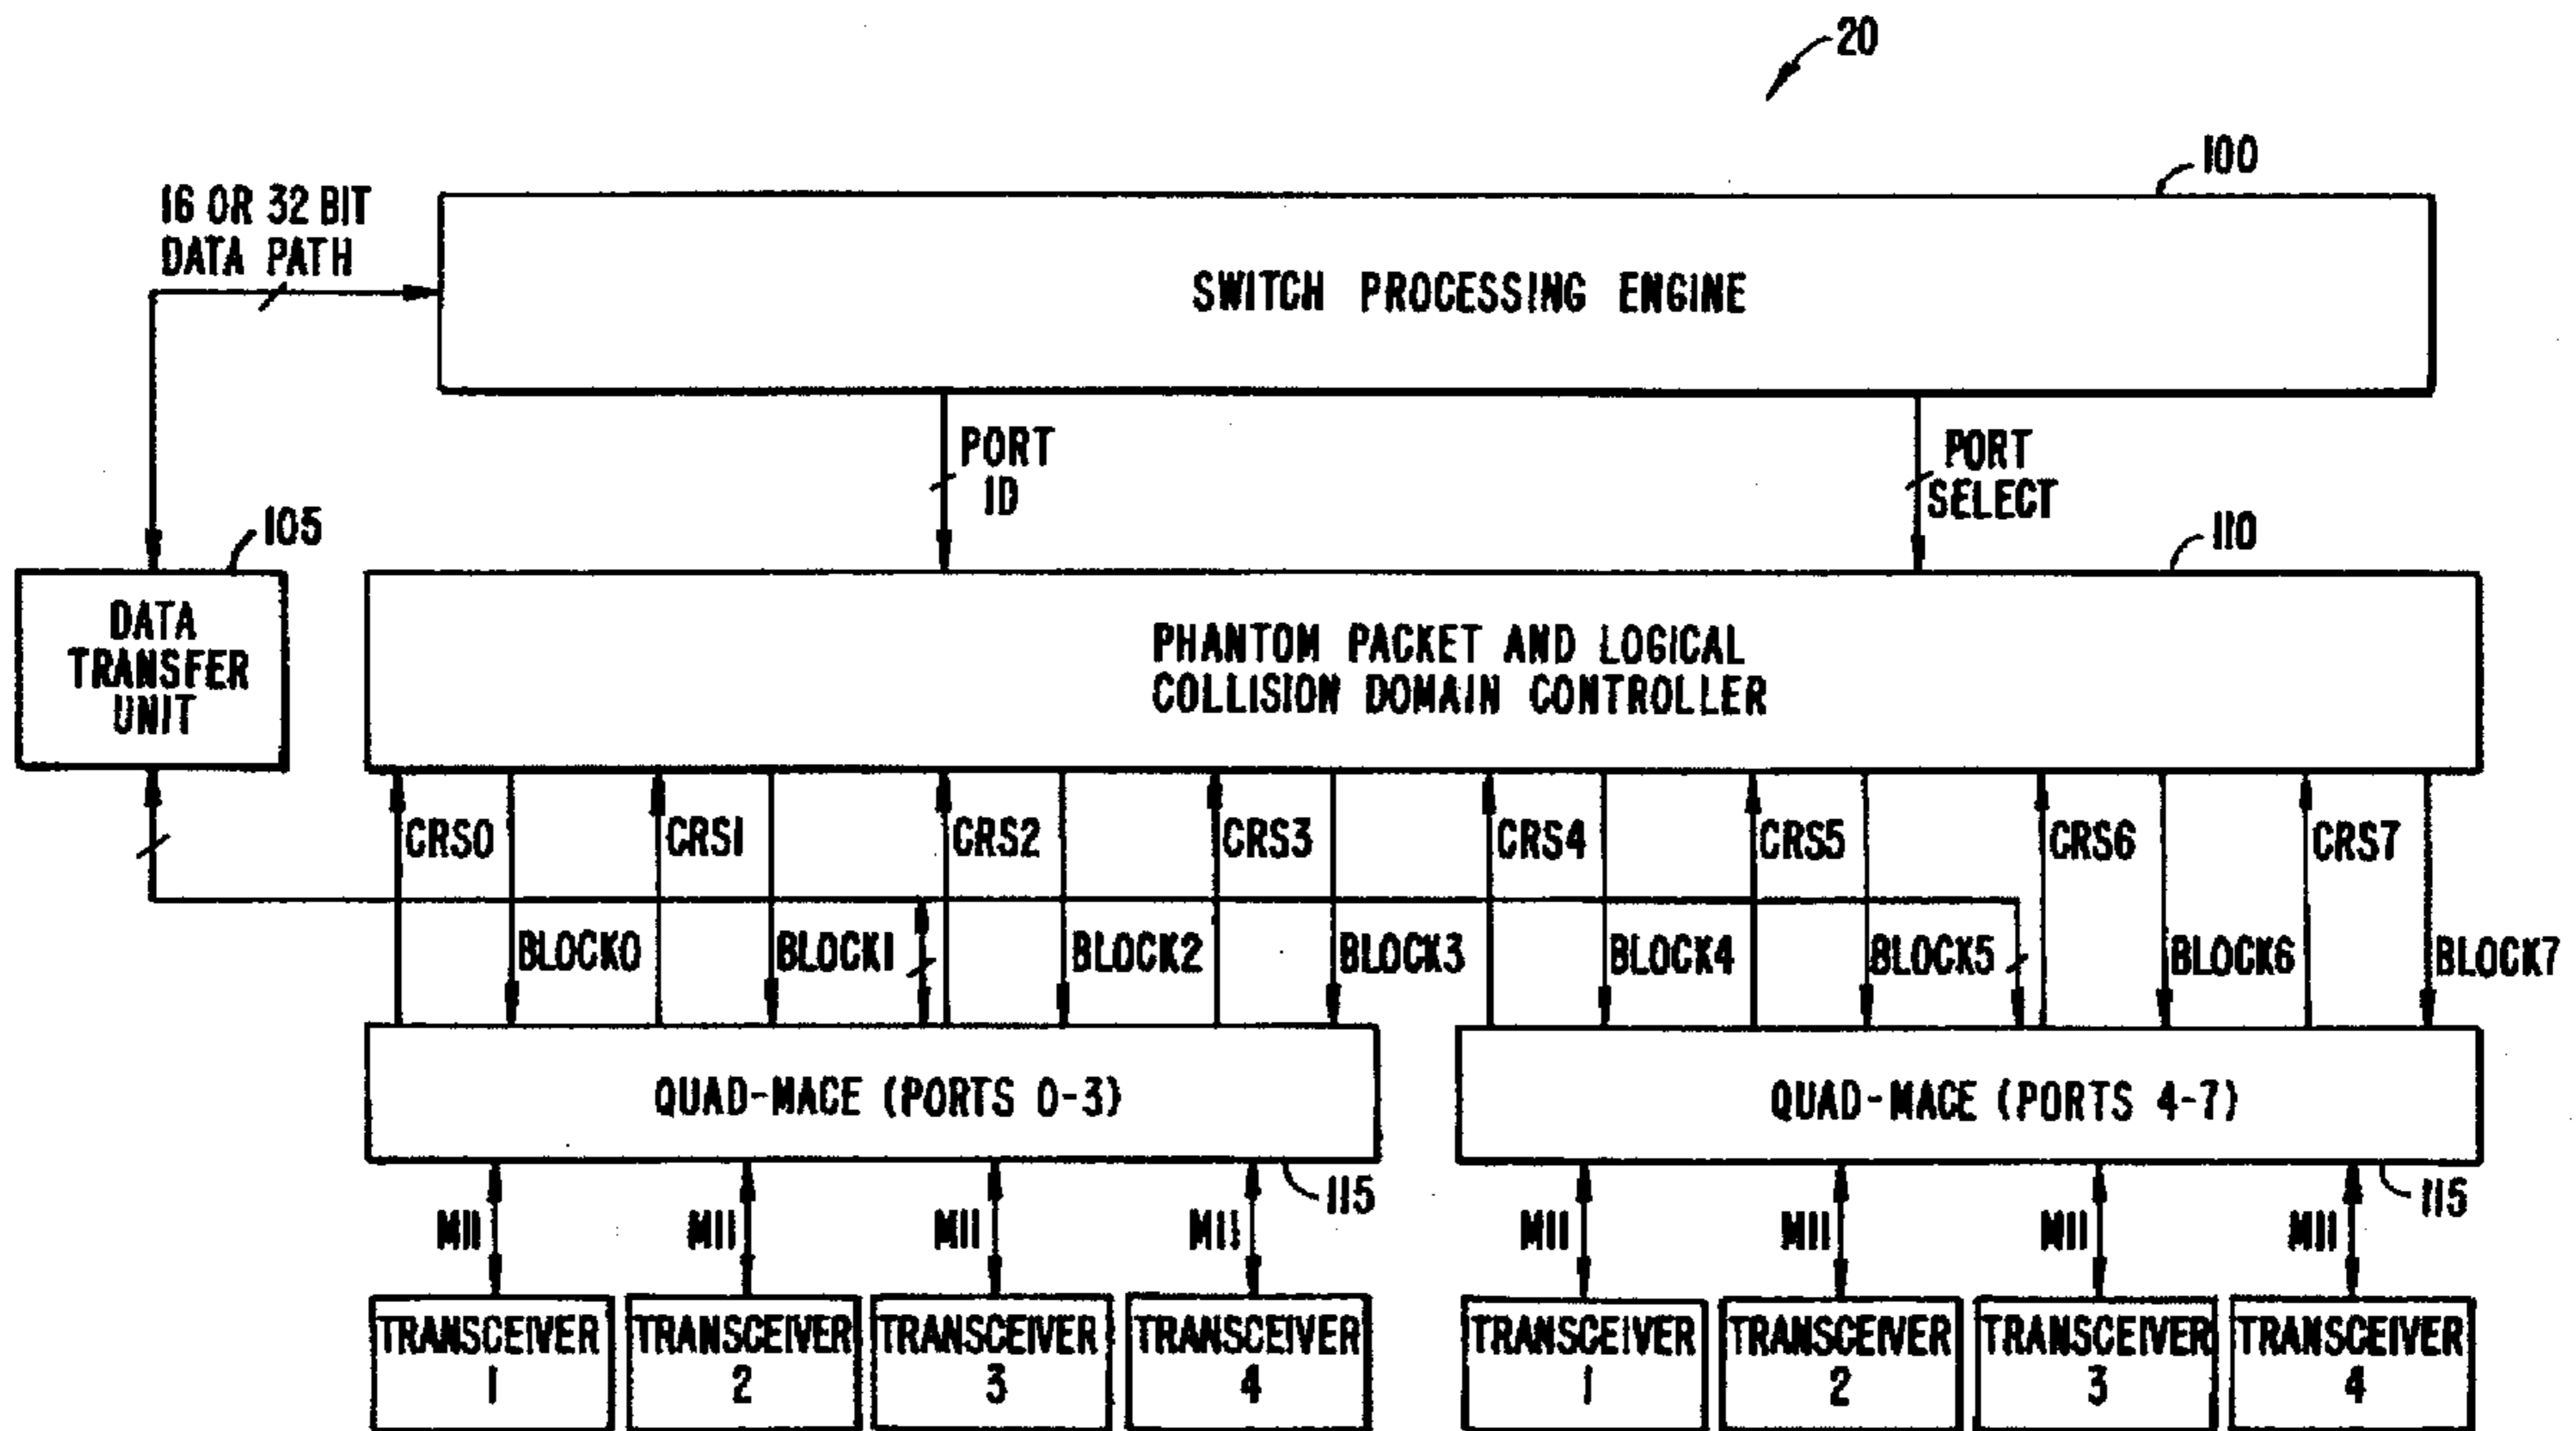 20
100
16 OR 32 BIT
DATA PATH
SWITCH PROCESSING ENGINE
PORT
ID
PORT
SELECT
105
110
DATA
TRANSFER
UNIT
PHANTOM PACKET AND LOGICAL
COLLISION DOMAIN CONTROLLER
CRS0
CRS1
CRS2
CRS3
CRS4
CRS5
CRS6
CRS7
BLOCK0
BLOCK1
BLOCK2
BLOCK3
BLOCK4
BLOCK5
BLOCK6
BLOCK7
QUAD-MACE (PORTS 0-3)
QUAD-MACE (PORTS 4-7)
115
115
MII
MII
MII
MII
MII
MII
MII
MII
TRANSCEIVER
1
TRANSCEIVER
2
TRANSCEIVER
3
TRANSCEIVER
4
TRANSCEIVER
1
TRANSCEIVER
2
TRANSCEIVER
3
TRANSCEIVER
4